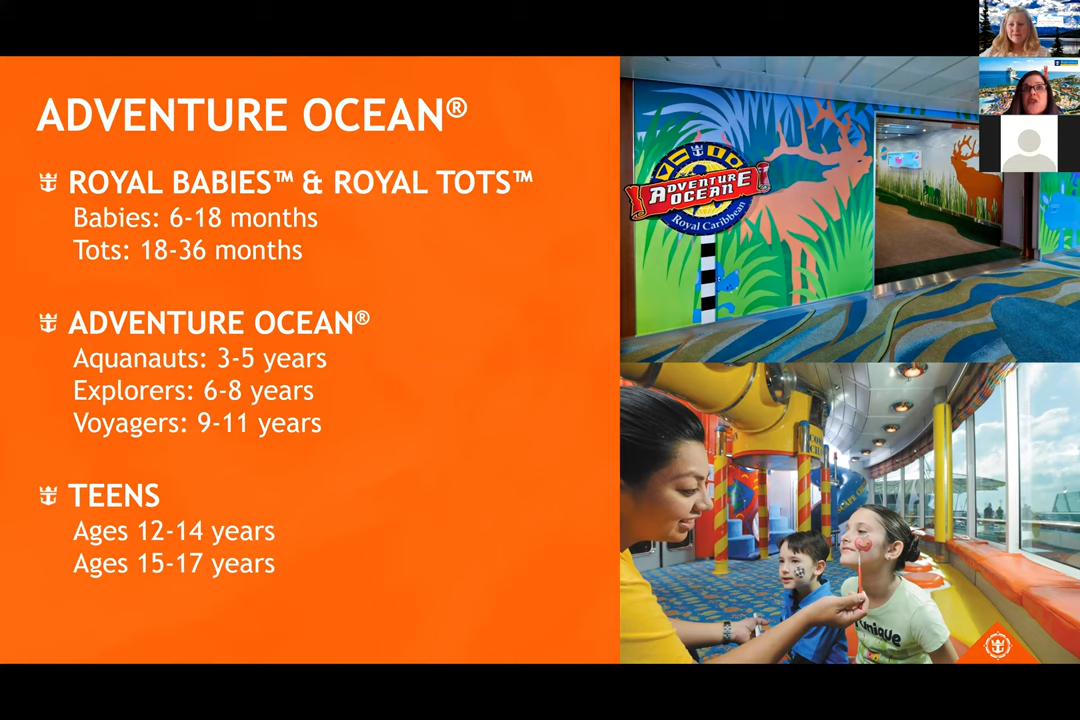 ADVENTURE OCEAN®
ROYAL BABIES™ & ROYAL TOTS™
Babies: 6-18 months
Tots: 18-36 months
ADVENTURE OCEAN®
Aquanauts: 3-5 years
Explorers: 6-8 years
Voyagers: 9-11 years
TEENS
Ages 12-14 years
Ages 15-17 years
ADVENTURE
OCEAN
Royal Caribbean
unique